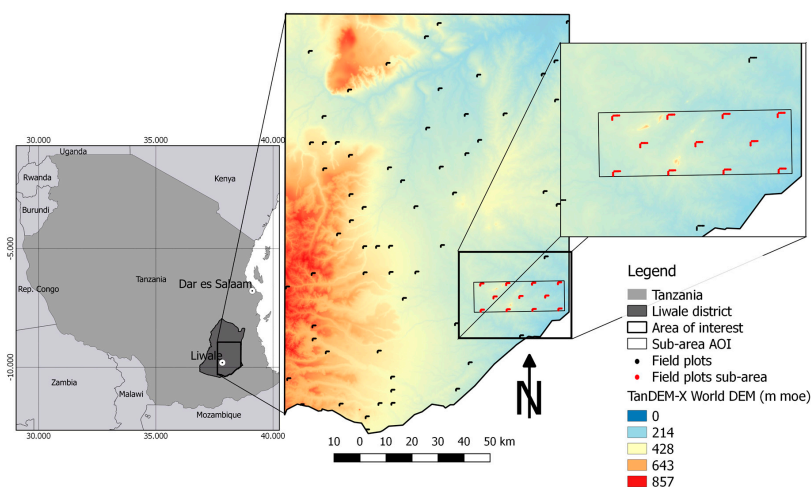 30.000 35.000 40.000
Uganda
Rwanda
Kenya
Burundi
-5.000
Tanzania
Dar es Salaam
Rep. Congo
Liwale
-10.000
Zambia
Malawi
Mozambique
30.000 35.000 40.000
N
10 0 10 20 30 40 50 km
Legend
Tanzania
Liwale district
Area of interest
Sub-area AOI
Field plots
Field plots sub-area
TanDEM-X World DEM (m moe)
0
214
428
643
857